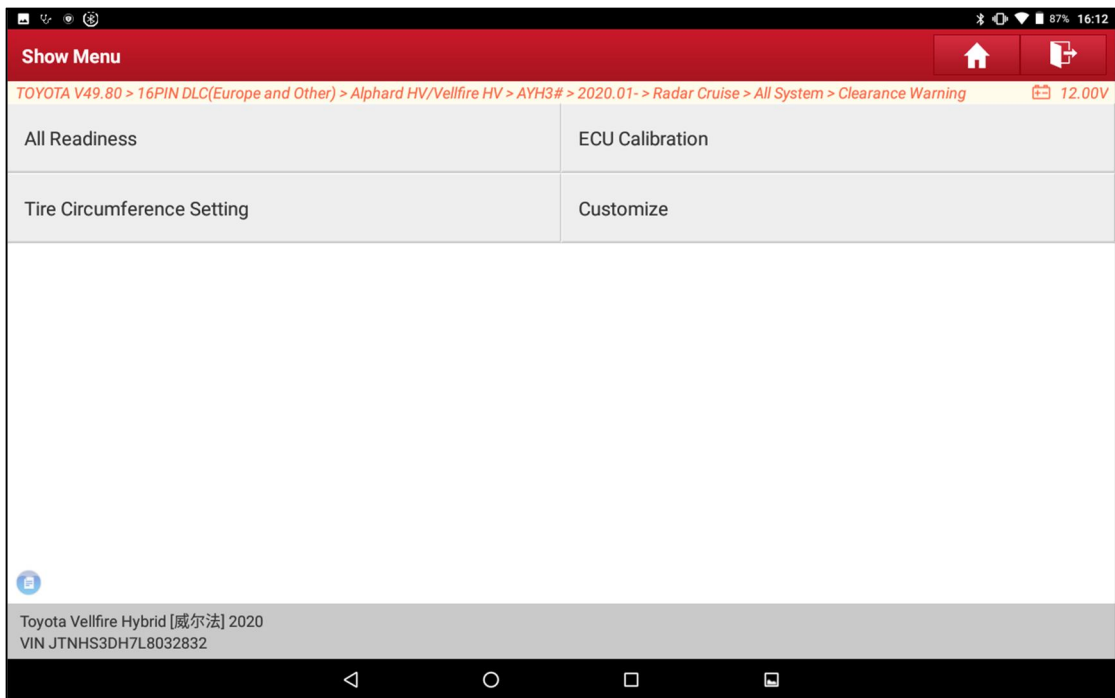 87% 16:12
Show Menu
TOYOTA V49.80 > 16PIN DLC(Europe and Other) > Alphard HV/Vellfire HV > AYH3# > 2020.01- > Radar Cruise > All System > Clearance Warning 12.00V
All Readiness ECU Calibration
Tire Circumference Setting Customize
Toyota Vellfire Hybrid [威尔法] 2020
VIN JTNHS3DH7L8032832